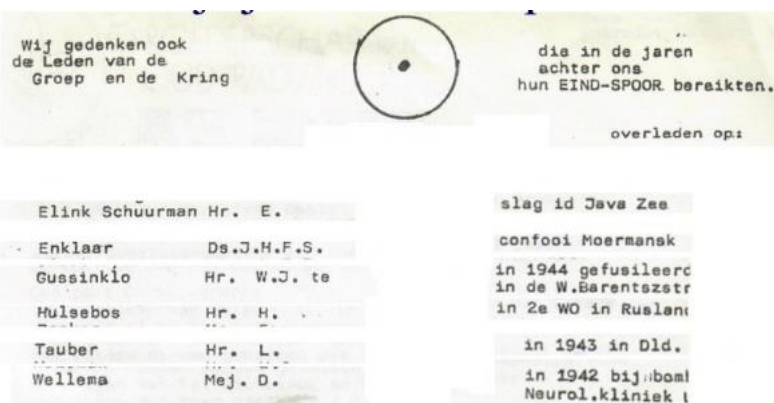 Wij gedenken ook
de Leden van de
Groep en de Kring
die in de jaren
achter ons
hun EIND-SPOOR bereikten.
overleden op:
Elink Schuurman Hr. E. slag id Java Zee
Enklaar Ds.J.H.F.S. confooi Moermansk
Gussinklo Hr. W.J. te in 1944 gefusileerd
in de W.Barentszstr
Hulsebos Hr. H. in 2e WO in Rusland
Tauber Hr. L. in 1943 in Dld.
Wellema Mej. D. in 1942 bij
Neurol.kliniek